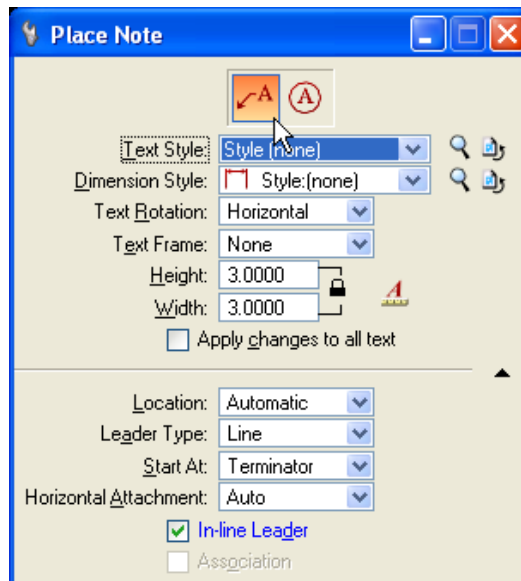 Place Note
A A
Text Style: Style (none)
Dimension Style: Style:(none)
Text Rotation: Horizontal
Text Frame: None
Height: 3.0000
Width: 3.0000
A
Apply changes to all text
Location: Automatic
Leader Type: Line
Start At: Terminator
Horizontal Attachment: Auto
In-line Leader
Association